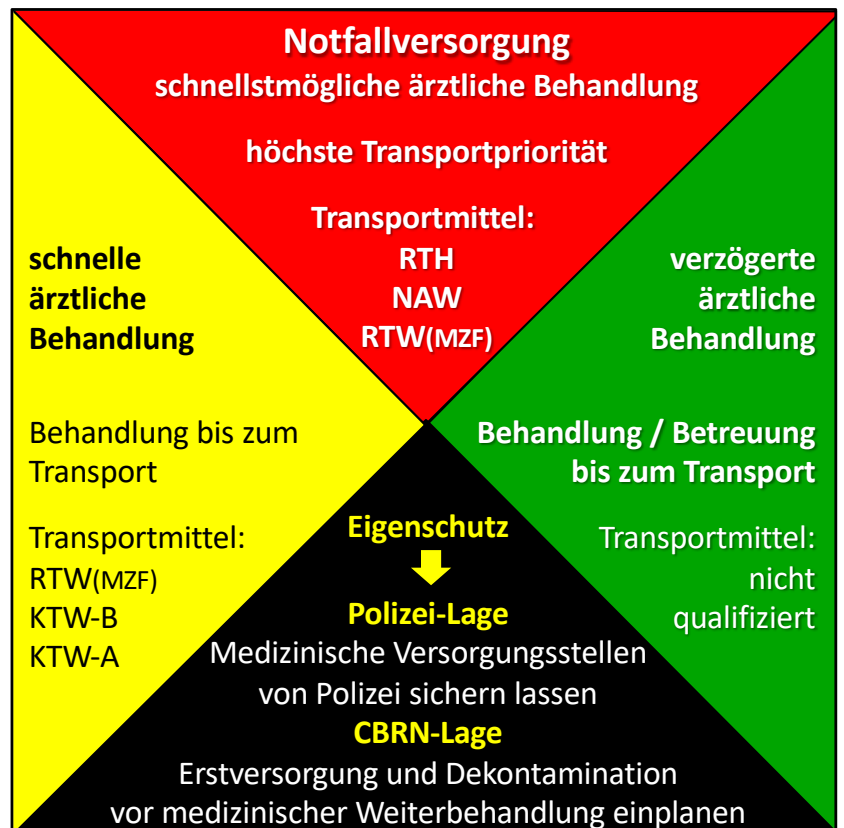 Notfallversorgung
schnellstmögliche ärztliche Behandlung
höchste Transportpriorität
Transportmittel:
RTH
NAW
RTW(MZF)
schnelle
ärztliche
Behandlung
Behandlung bis zum
Transport
Transportmittel:
RTW(MZF)
KTW-B
KTW-A
verzögerte
ärztliche
Behandlung
Behandlung / Betreuung
bis zum Transport
Transportmittel:
nicht
qualifiziert
Eigenschutz
Polizei-Lage
Medizinische Versorgungsstellen
von Polizei sichern lassen
CBRN-Lage
Erstversorgung und Dekontamination
vor medizinischer Weiterbehandlung einplanen